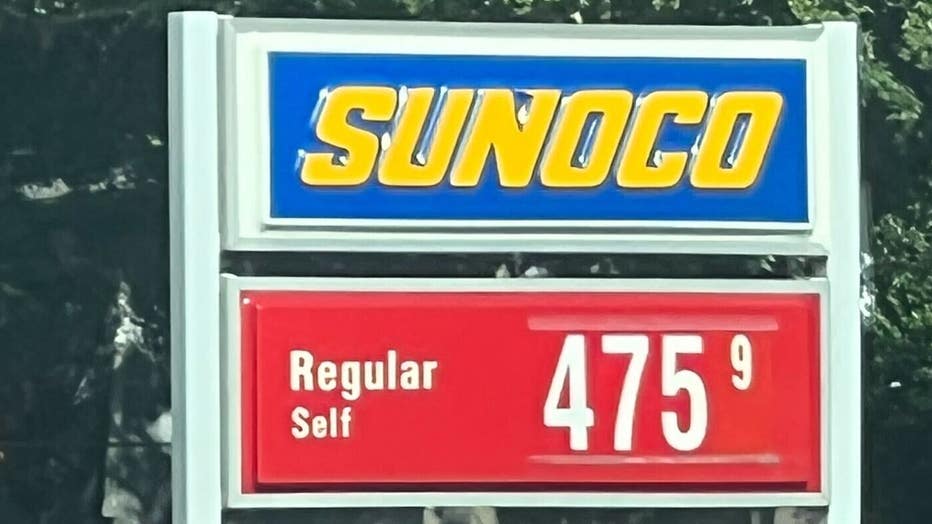 SUNOCO
Regular 475 9
Self